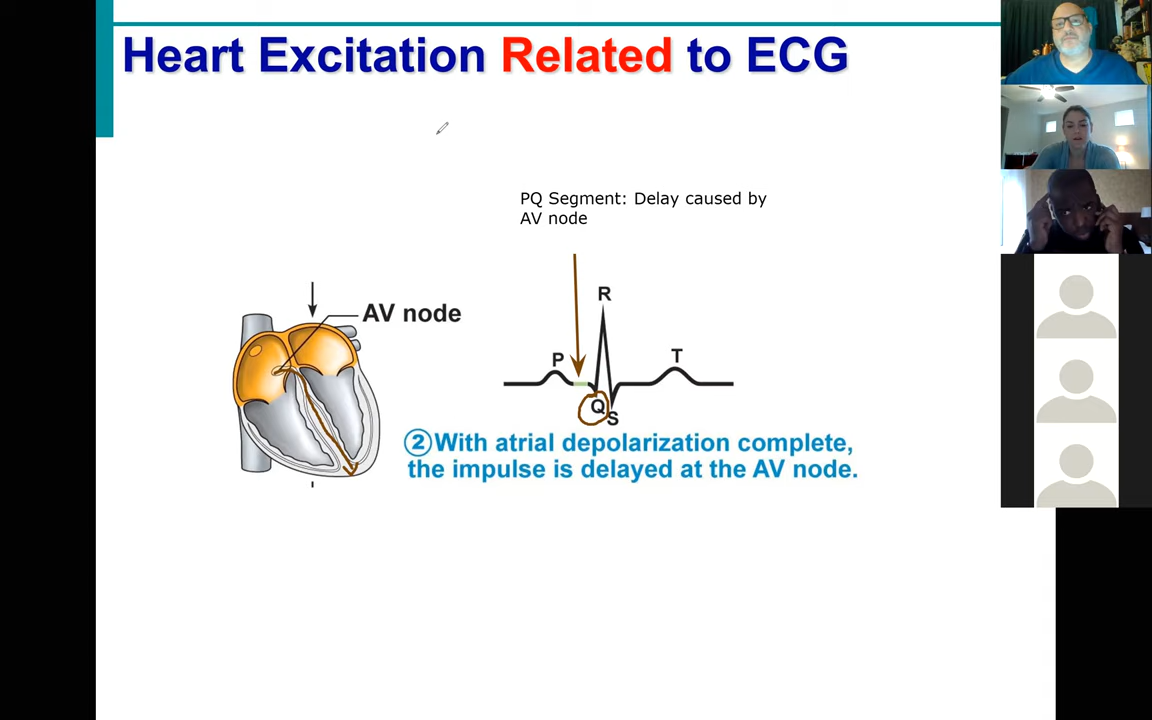 Heart Excitation Related to ECG
PQ Segment: Delay caused by
AV node
AV node
R
P
T
Q
S
②With atrial depolarization complete,
the impulse is delayed at the AV node.